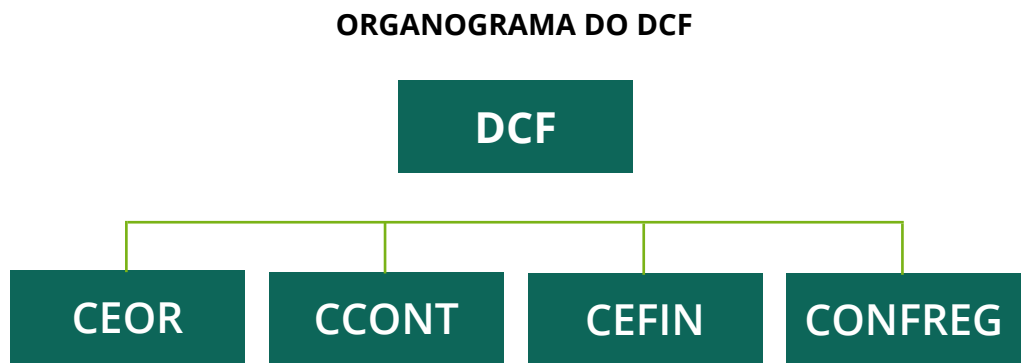 ORGANOGRAMA DO DCF
DCF
CEOR
CCONT
CEFIN
CONFREG